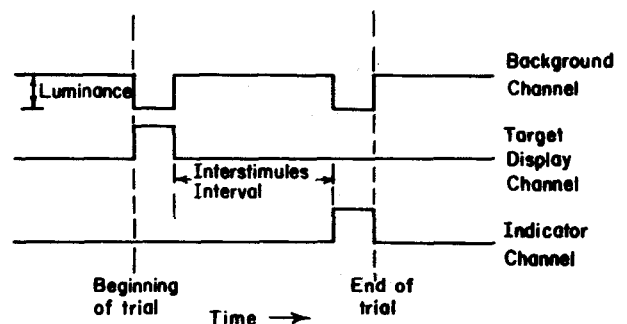 Background
Channel
Luminance
Target
Display
Channel
Interstimules
Interval
Indicator
Channel
Beginning
of trial
End of
trial
Time